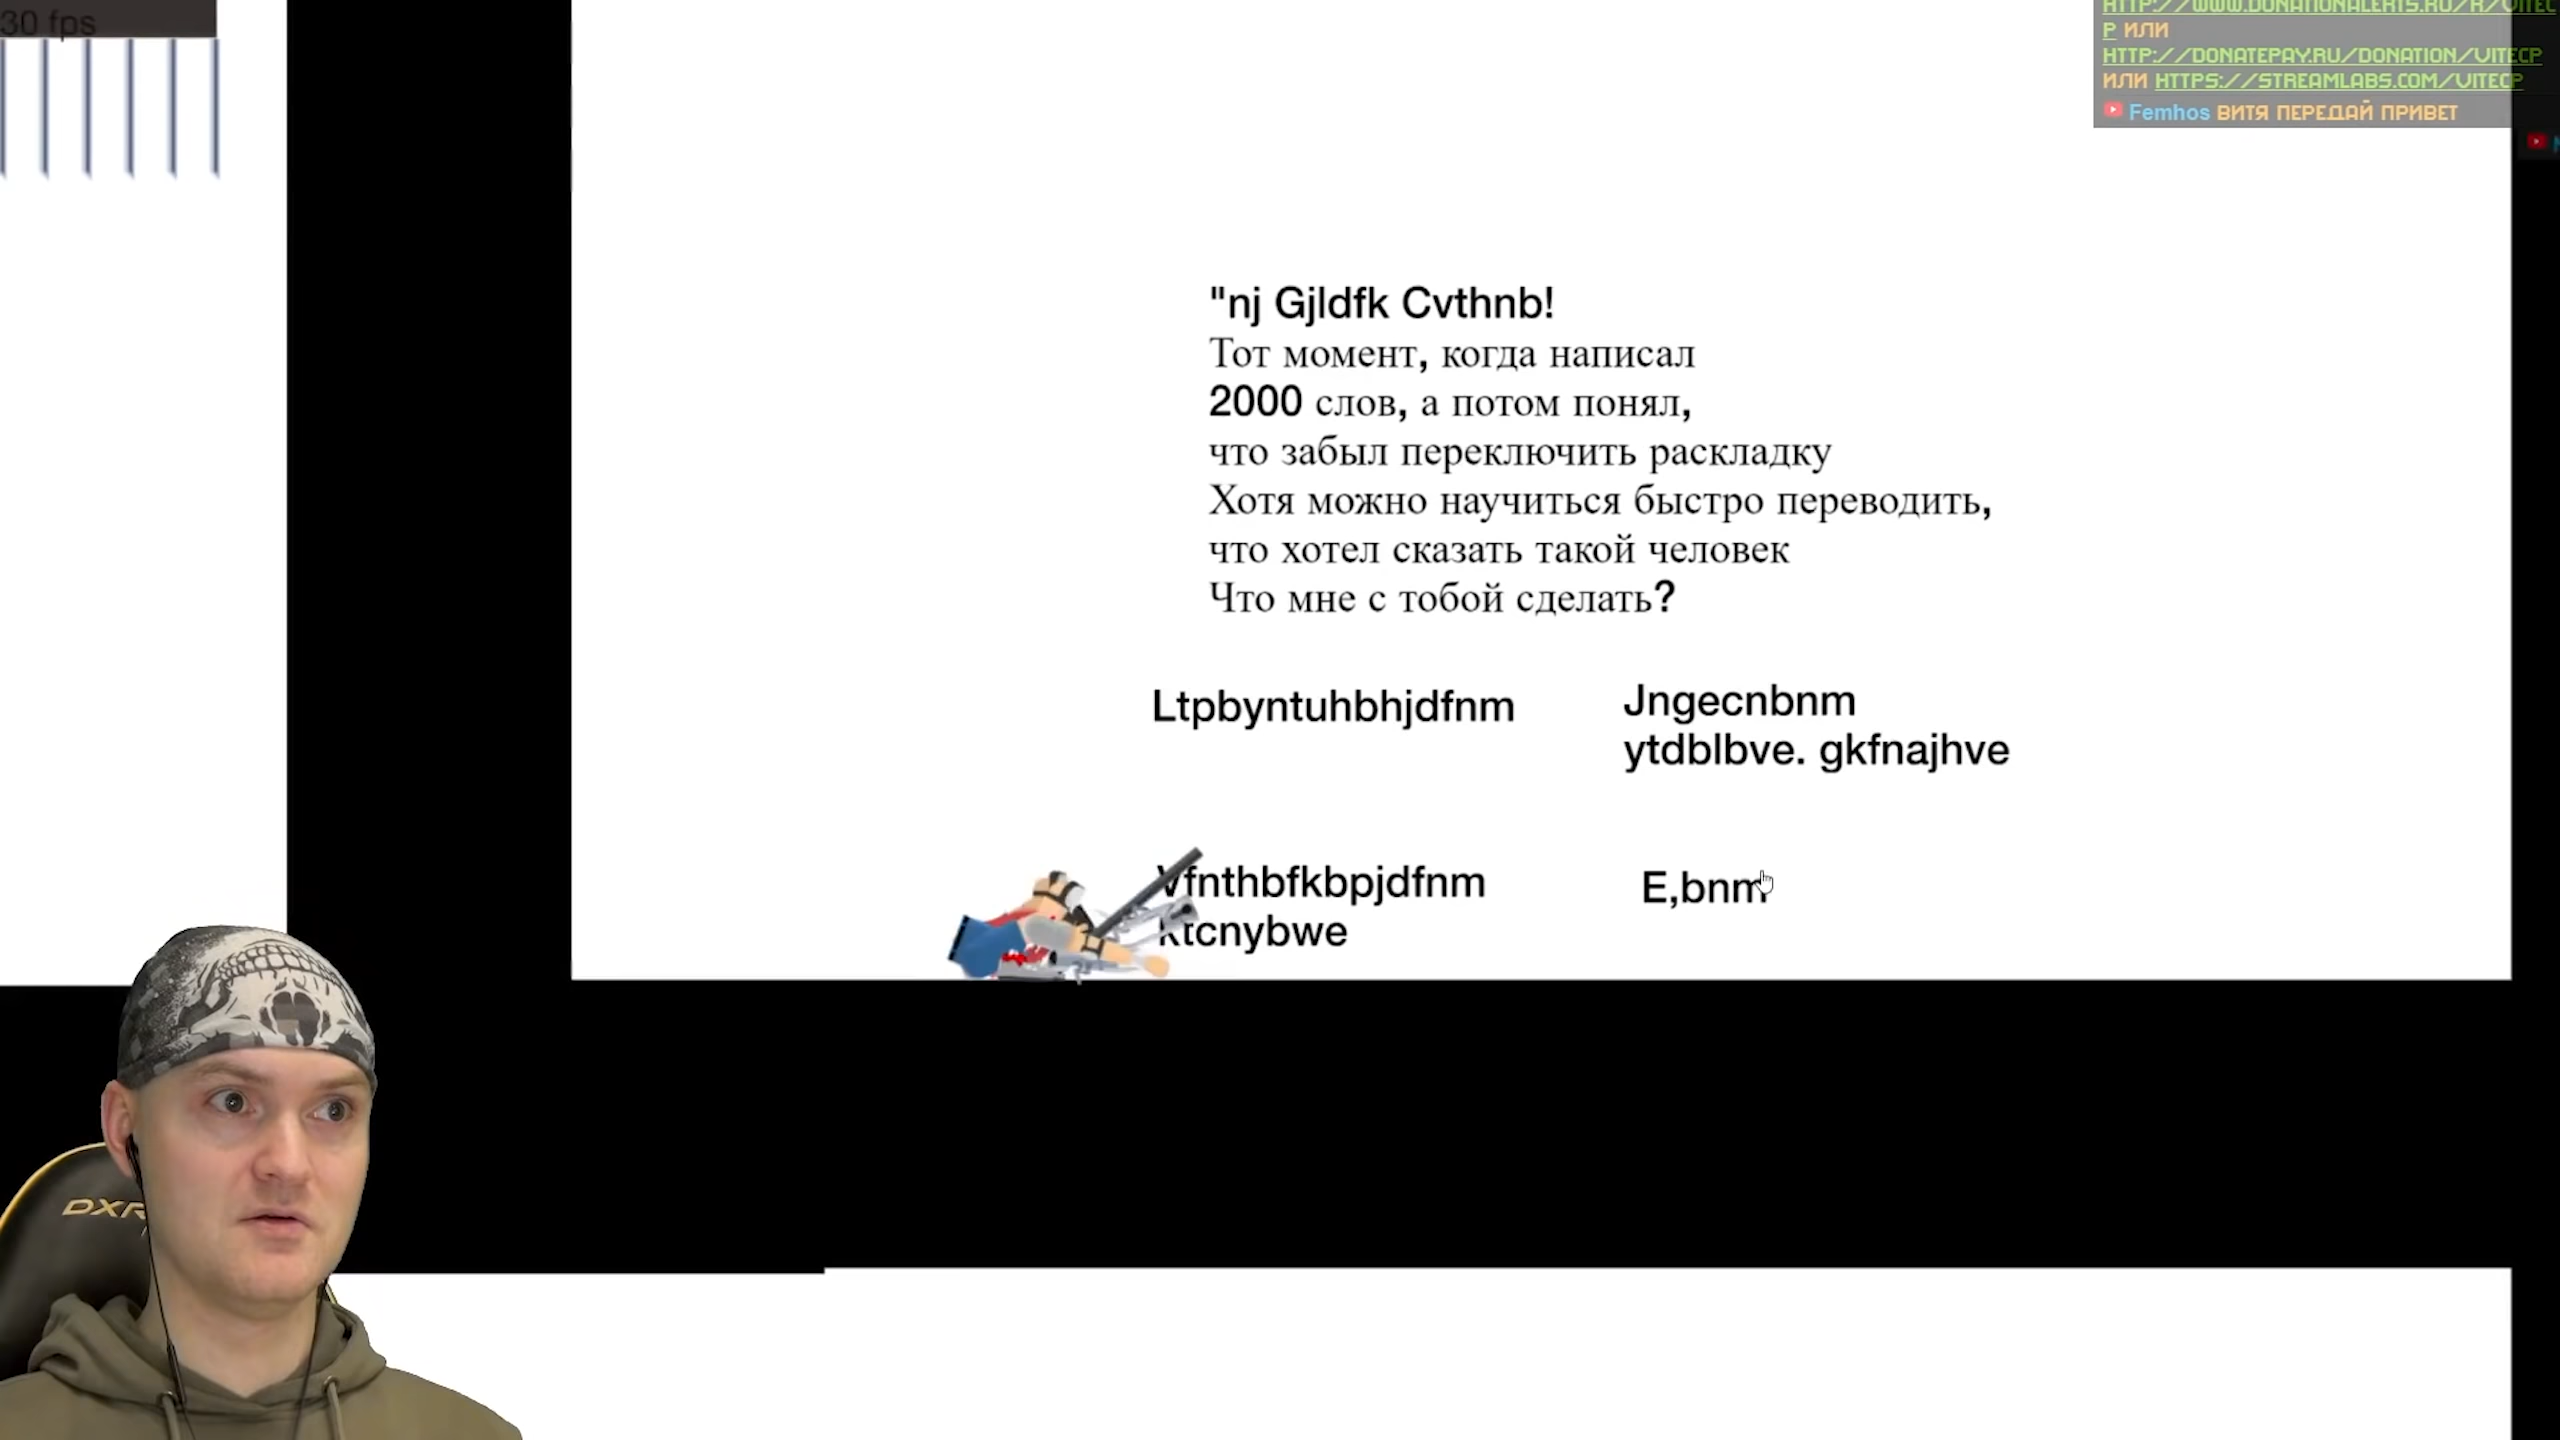 30 fps
HTTP://WWW.DONATIONALERTS.RU/R/VITEC
P ИЛИ
HTTP://DONATEPAY.RU/DONATION/VITECP
ИЛИ HTTPS://STREAMLABS.COM/VITECP
Femhos ВИТЯ ПЕРЕДАЙ ПРИВЕТ
"nj Gjldfk Cvthnb!
Тот момент, когда написал
2000 слов, а потом понял,
что забыл переключить раскладку
Хотя можно научиться быстро переводить,
что хотел сказать такой человек
Что мне с тобой сделать?
Ltpbyntuhbhjdfnm
Jngecnbnm
ytdblbve. gkfnajhve
Vfnthbfkbpjdfnm
ktcnybwe
E,bnm
DXR